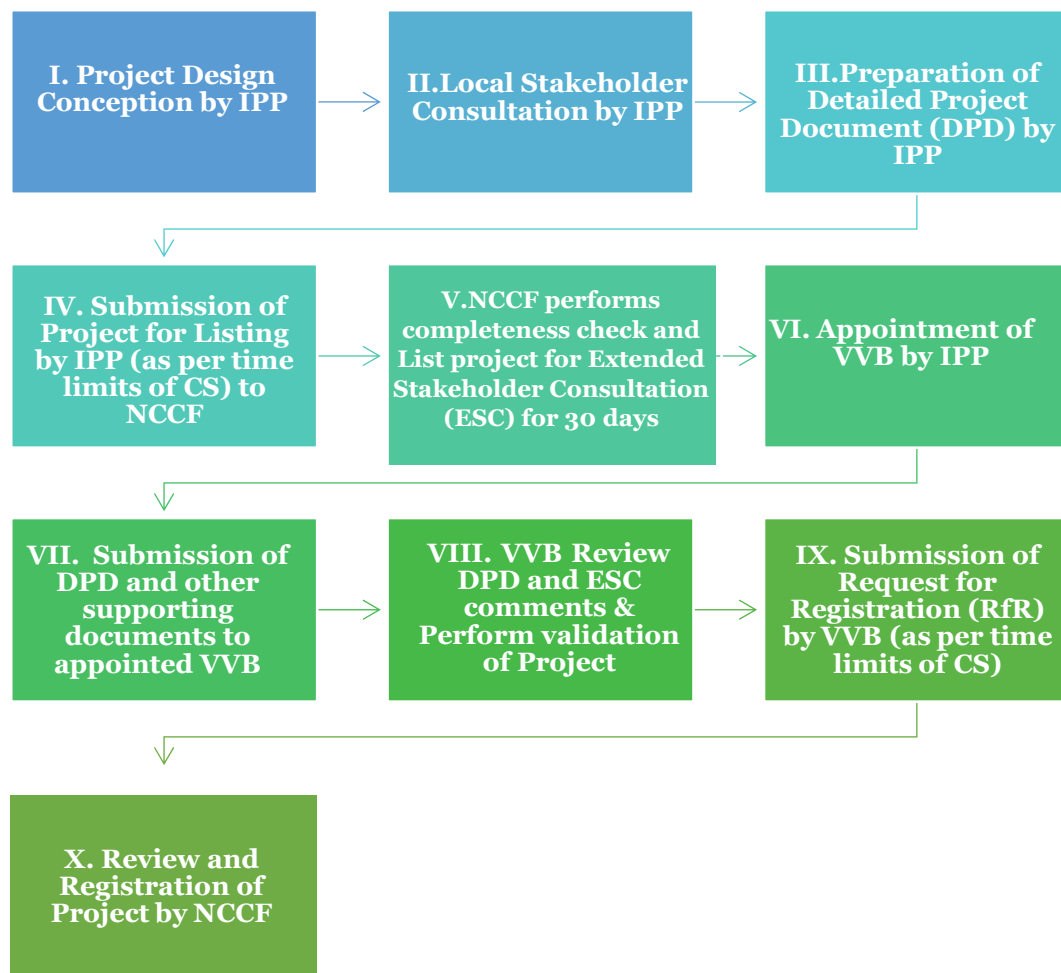 I. Project Design
Conception by IPP
II.Local Stakeholder
Consultation by IPP
III.Preparation of
Detailed Project
Document (DPD) by
IPP
IV. Submission of
Project for Listing
by IPP (as per time
limits of CS) to
NCCF
V.NCCF performs
completeness check and
List project for Extended
Stakeholder Consultation
(ESC) for 30 days
VI. Appointment of
VVB by IPP
VII. Submission of
DPD and other
supporting
documents to
appointed VVB
VIII. VVB Review
DPD and ESC
comments &
Perform validation
of Project
IX. Submission of
Request for
Registration (RfR)
by VVB (as per time
limits of CS)
X. Review and
Registration of
Project by NCCF